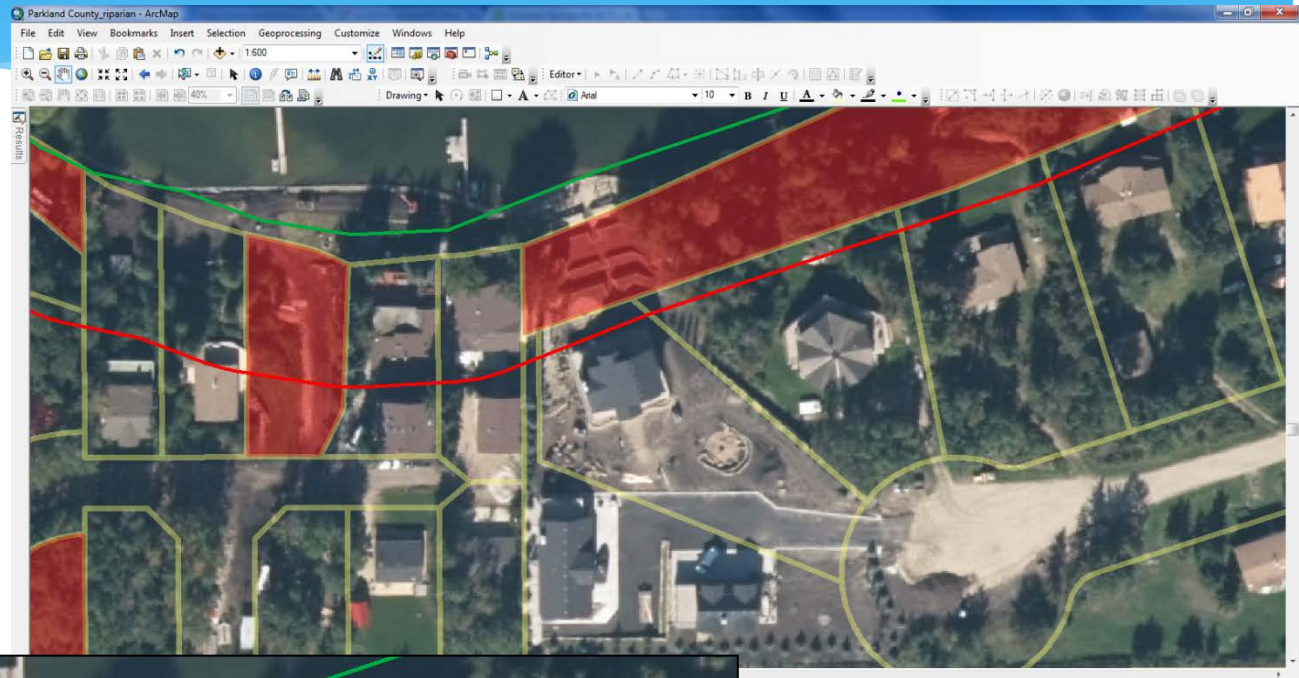 Parkland County_riparian - ArcMap
File Edit View Bookmarks Insert Selection Geoprocessing Customize Windows Help
1:600
Editor
40% Drawing A Arial 10 B I U A
Results